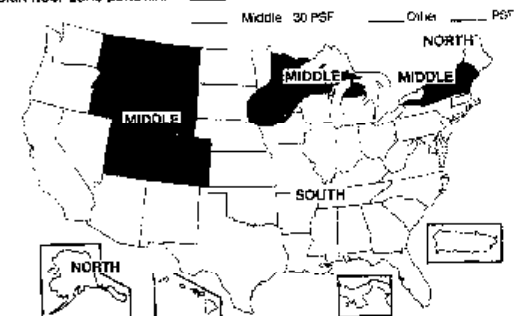 Middle 30 PSF Other PSF
NORTH
MIDDLE MIDDLE
MIDDLE
SOUTH
NORTH